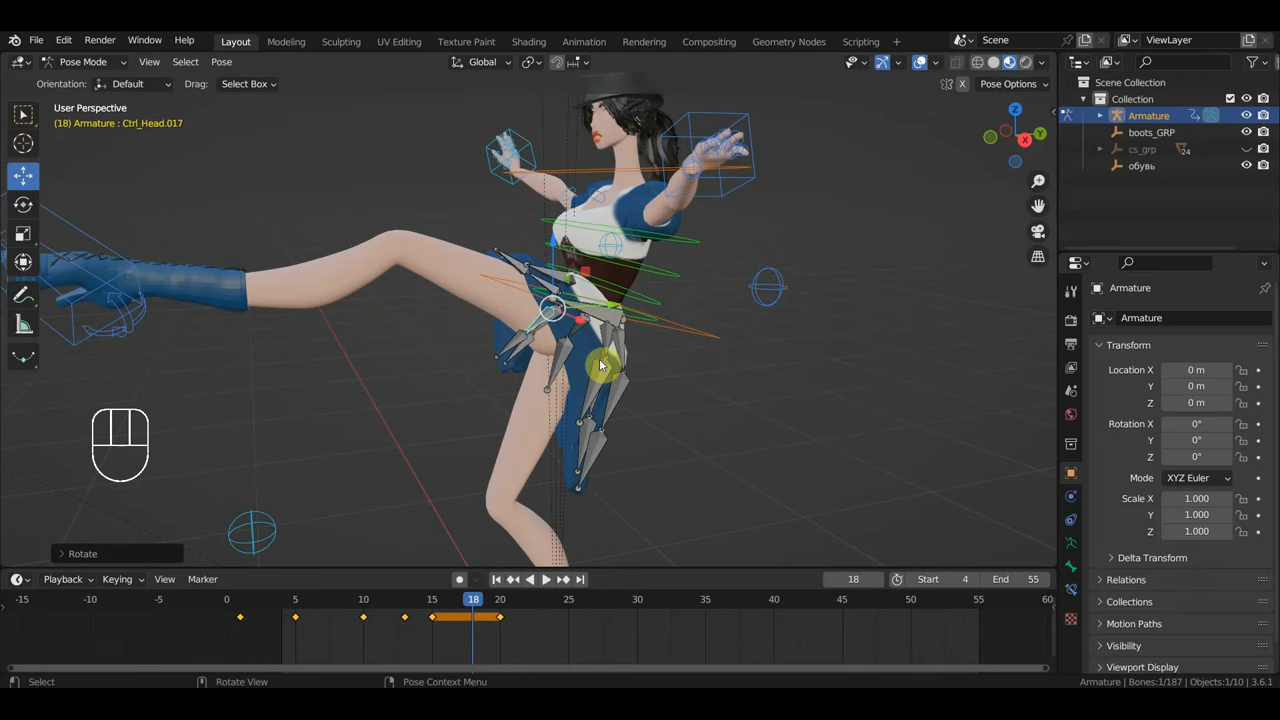 File Edit Render Window Help Layout Modeling Sculpting UV Editing Texture Paint Shading Animation Rendering Compositing Geometry Nodes Scripting + Scene ViewLayer
Pose Mode View Select Pose Global Pose Options
Orientation: Default Drag: Select Box X
User Perspective
(18) Armature : Ctrl_Head.017
Z
Y
X
Scene Collection
Collection
Armature
boots_GRP
cs_grp 24
обувь
Armature
Armature
Transform
Location X 0 m
Y 0 m
Z 0 m
Rotation X 0°
Y 0°
Z 0°
Mode XYZ Euler
Scale X 1.000
Y 1.000
Z 1.000
Delta Transform
Relations
Collections
Motion Paths
Visibility
Viewport Display
Rotate
Playback Keying View Marker 18 Start 4 End 55
-15 -10 -5 0 5 10 15 18 20 25 30 35 40 45 50 55 60
Select Rotate View Pose Context Menu Armature | Bones:1/187 | Objects:1/10 | 3.6.1